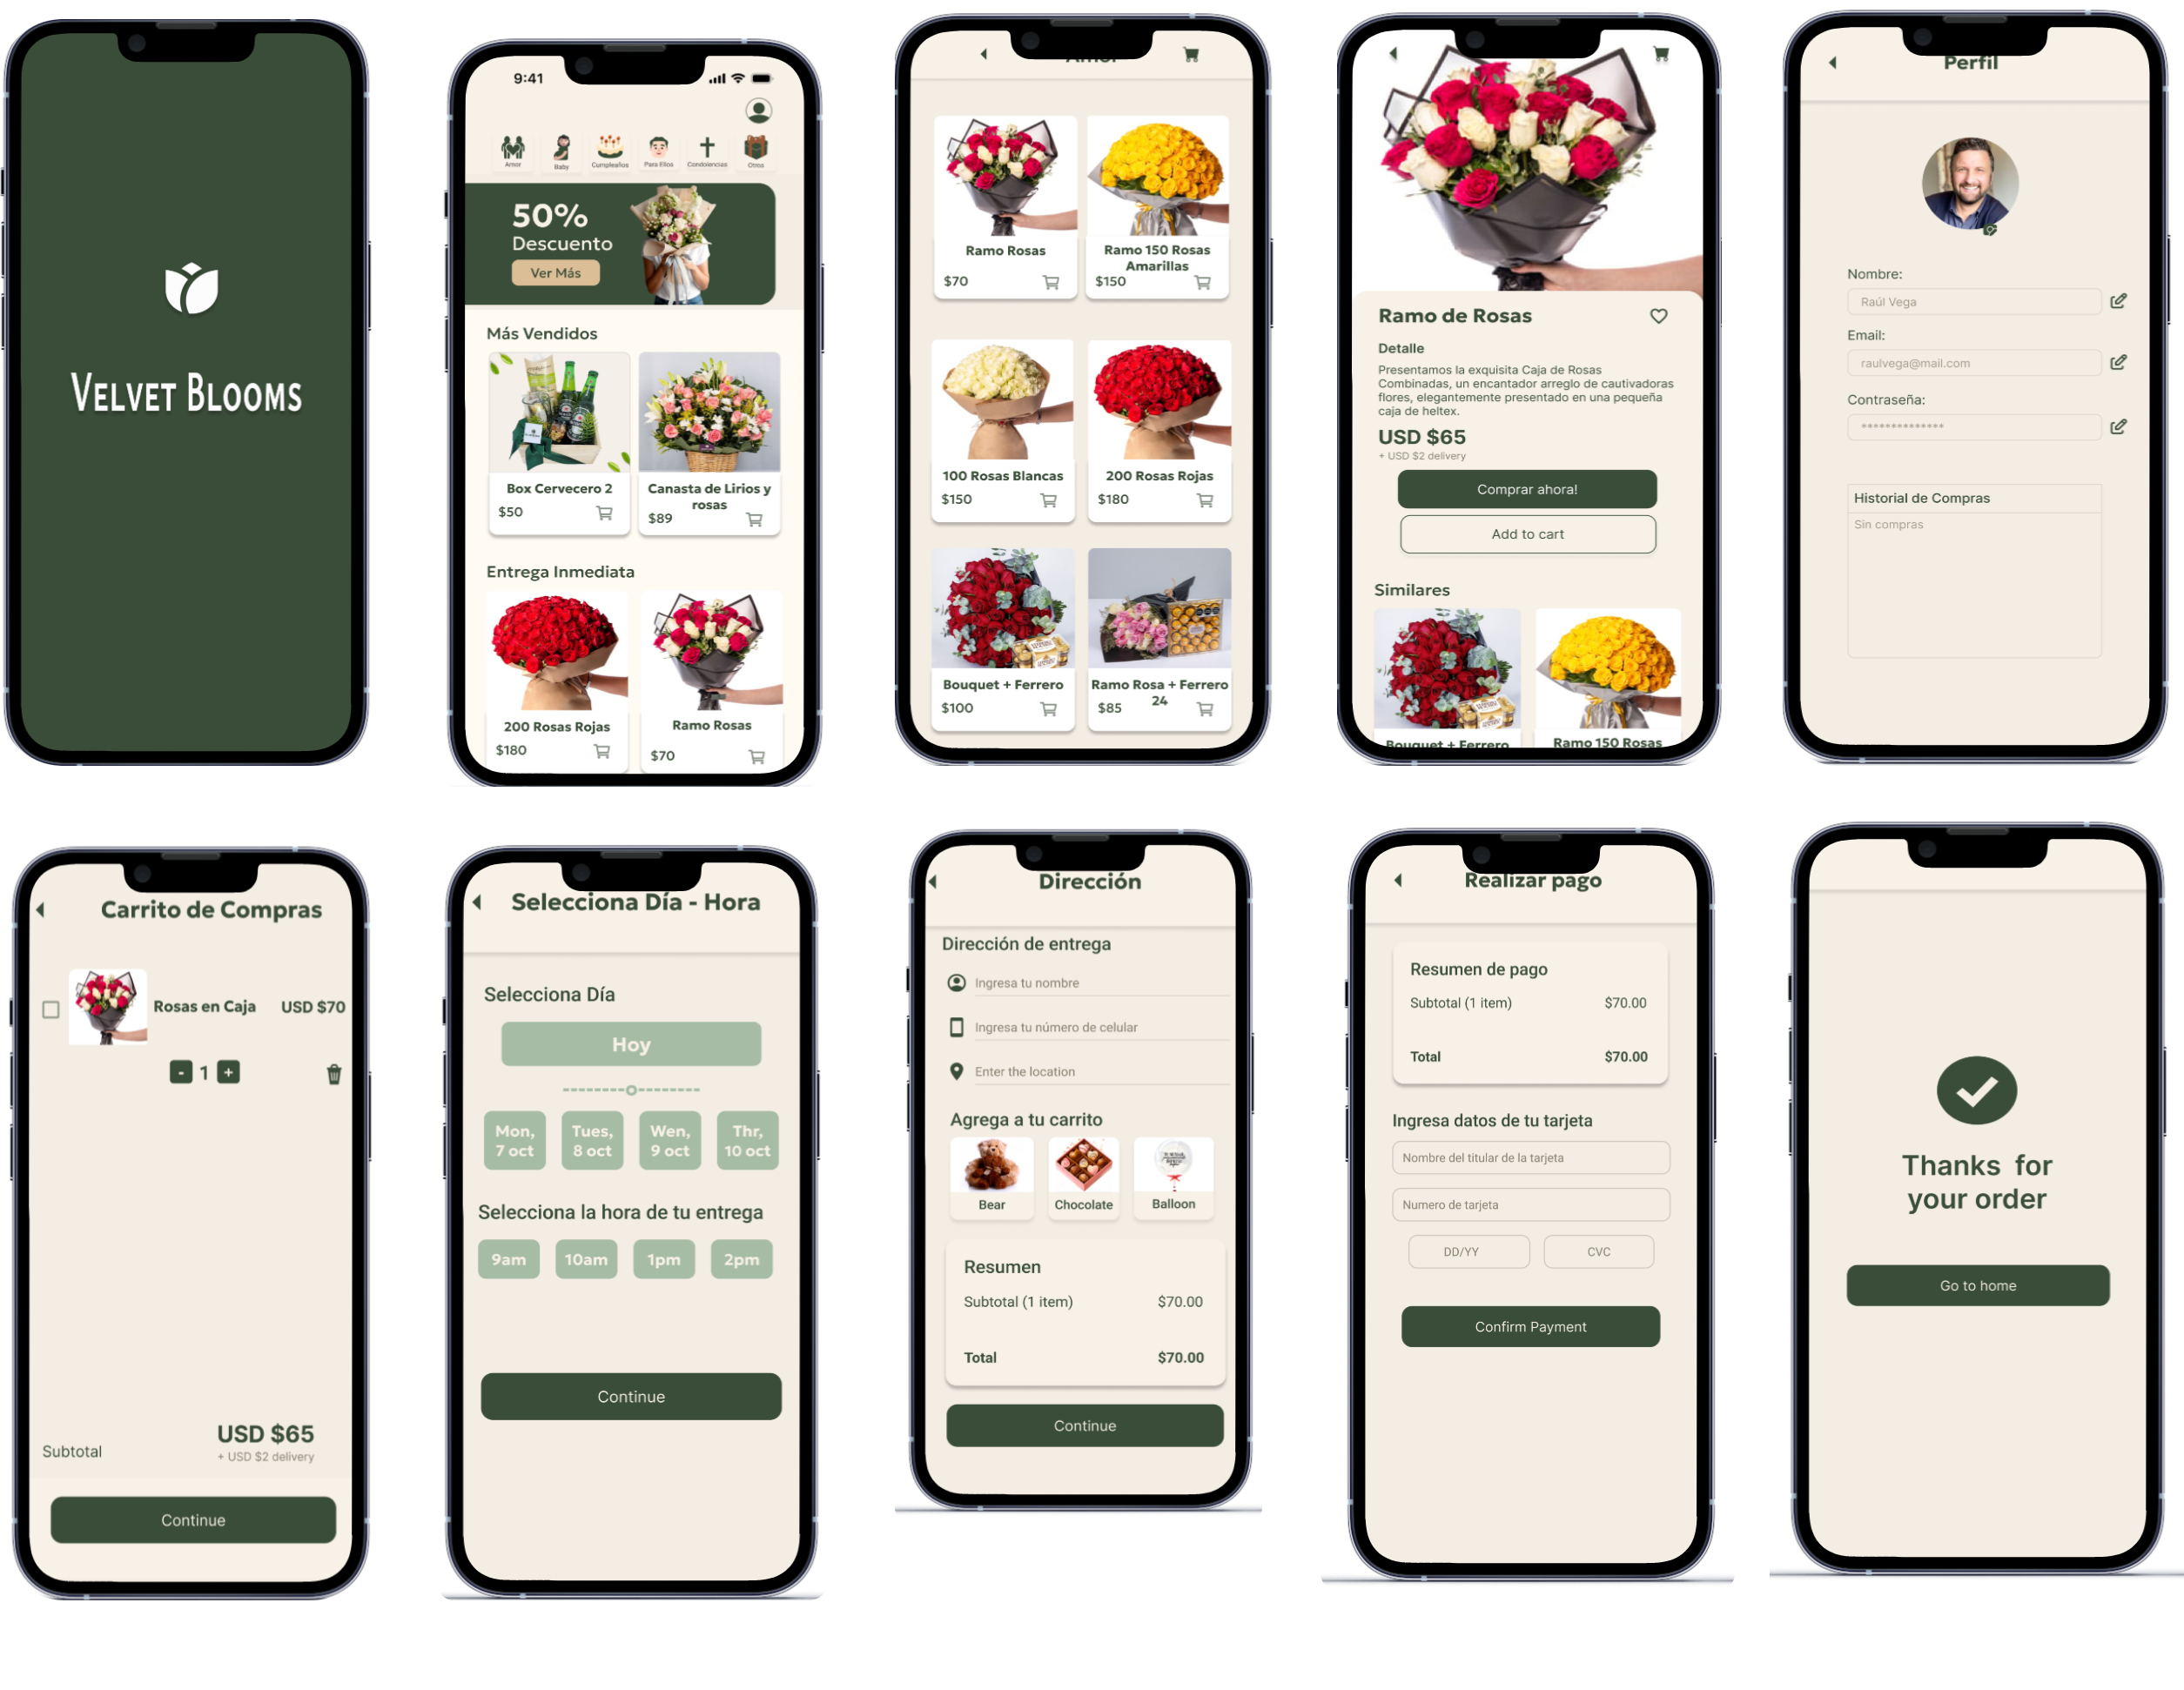 VELVET BLOOMS
9:41
Amor
Baby
Cumpleaños
Para Ellos
Condolencias
Otros
50%
Descuento
Ver Más
Más Vendidos
Box Cervecero 2
$50
Canasta de Lirios y
rosas
$89
Entrega Inmediata
200 Rosas Rojas
$180
Ramo Rosas
$70
Amor
Ramo Rosas
$70
Ramo 150 Rosas
Amarillas
$150
100 Rosas Blancas
$150
200 Rosas Rojas
$180
Bouquet + Ferrero
$100
Ramo Rosa + Ferrero
24
$85
Ramo de Rosas
Detalle
Presentamos la exquisita Caja de Rosas
Combinadas, un encantador arreglo de cautivadoras
flores, elegantemente presentado en una pequeña
caja de heltex.
USD $65
+ USD $2 delivery
Comprar ahora!
Add to cart
Similares
Bouquet + Ferrero
Ramo 150 Rosas
Perfil
Nombre:
Raúl Vega
Email:
raulvega@mail.com
Contraseña:
**************
Historial de Compras
Sin compras
Carrito de Compras
Rosas en Caja
USD $70
- 1 +
Subtotal
USD $65
+ USD $2 delivery
Continue
Selecciona Día - Hora
Selecciona Día
Hoy
Mon,
7 oct
Tues,
8 oct
Wen,
9 oct
Thr,
10 oct
Selecciona la hora de tu entrega
9am
10am
1pm
2pm
Continue
Dirección
Dirección de entrega
Ingresa tu nombre
Ingresa tu número de celular
Enter the location
Agrega a tu carrito
Bear
Chocolate
Balloon
Resumen
Subtotal (1 item)
$70.00
Total
$70.00
Continue
Realizar pago
Resumen de pago
Subtotal (1 item)
$70.00
Total
$70.00
Ingresa datos de tu tarjeta
Nombre del titular de la tarjeta
Numero de tarjeta
DD/YY
CVC
Confirm Payment
Thanks for
your order
Go to home